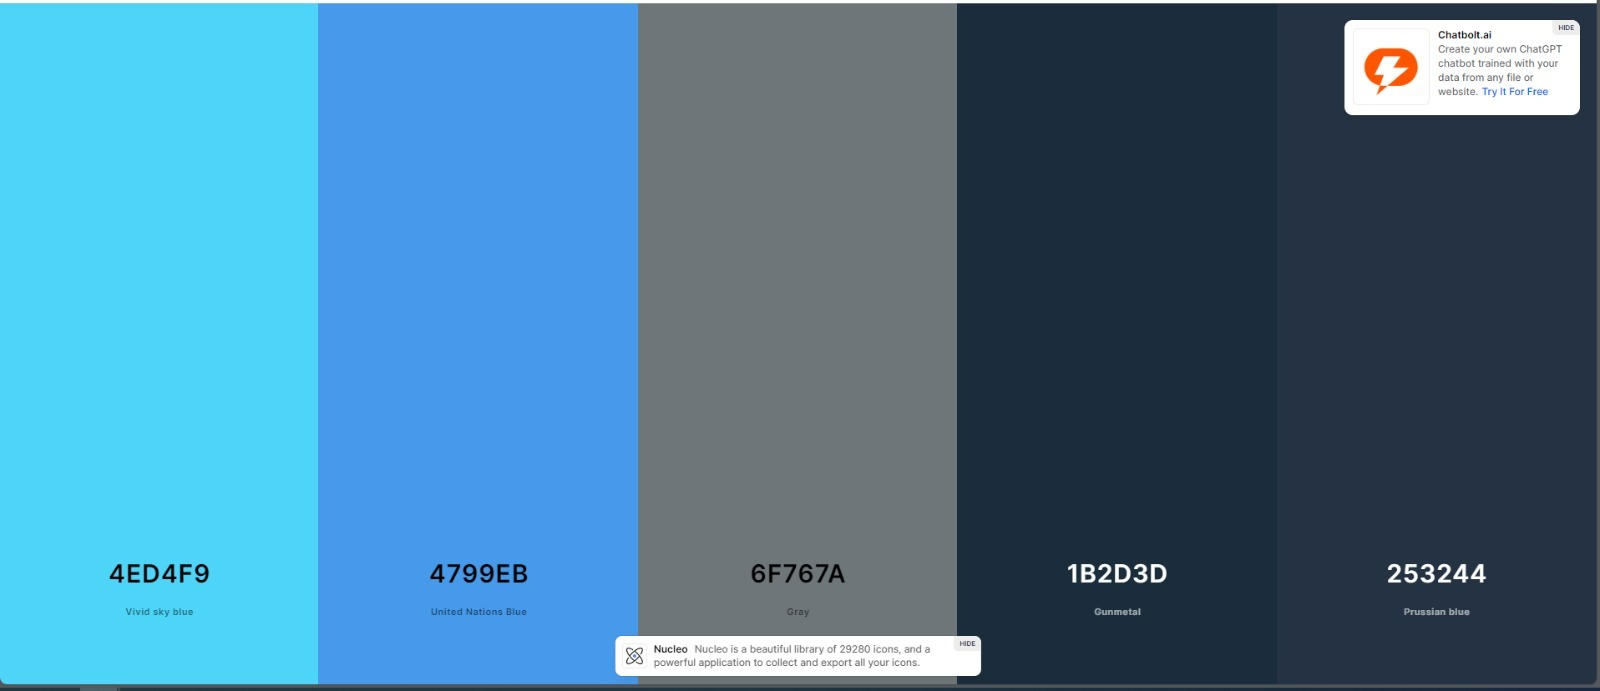 HIDE
Chatbolt.ai
Create your own ChatGPT
chatbot trained with your
data from any file or
website. Try It For Free
4ED4F9
Vivid sky blue
4799EB
United Nations Blue
6F767A
Gray
1B2D3D
Gunmetal
253244
Prussian blue
HIDE
Nucleo Nucleo is a beautiful library of 29280 icons, and a
powerful application to collect and export all your icons.